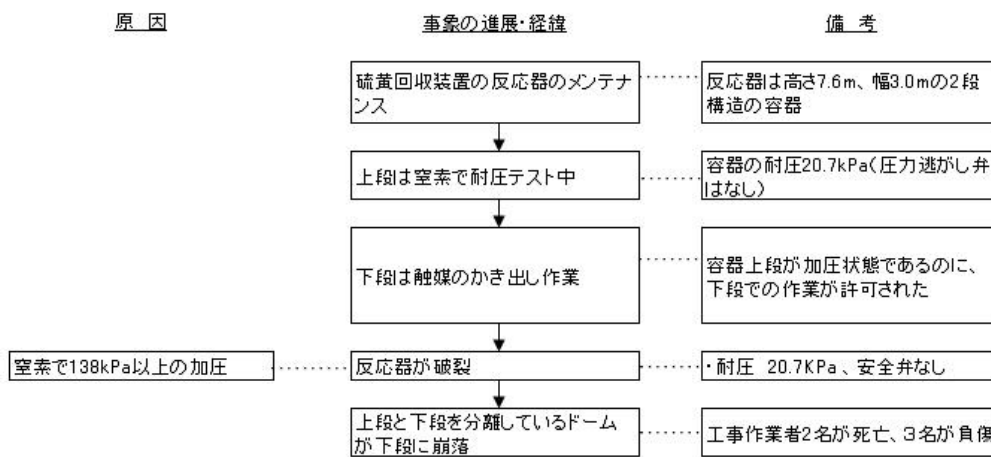 原 因
事象の進展・経緯
備 考
硫黄回収装置の反応器のメンテナ
ンス
反応器は高さ7.6m、幅3.0mの2段
構造の容器
上段は窒素で耐圧テスト中
容器の耐圧20.7kPa(圧力逃がし弁
はなし)
下段は触媒のかき出し作業
容器上段が加圧状態であるのに、
下段での作業が許可された
窒素で138kPa以上の加圧
反応器が破裂
・耐圧 20.7KPa、安全弁なし
上段と下段を分離しているドーム
が下段に崩落
工事作業者2名が死亡、3名が負傷